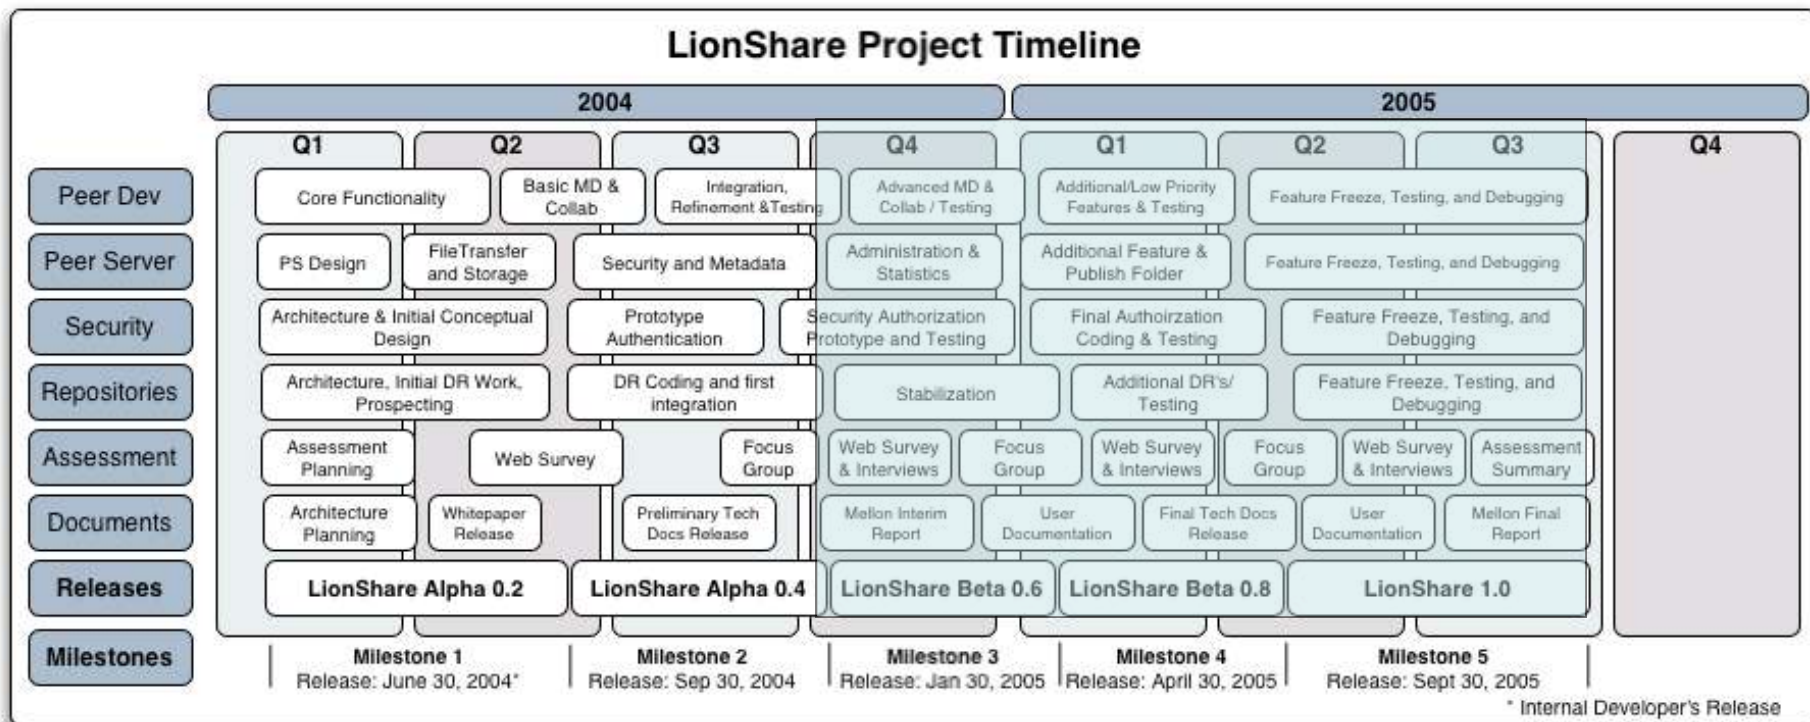 LionShare Project Timeline
2004
2005
Q1
Q2
Q3
Q4
Q1
Q2
Q3
Q4
Peer Dev
Core Functionality
Basic MD &
Collab
Integration,
Refinement &Testing
Advanced MD &
Collab / Testing
Additional/Low Priority
Features & Testing
Feature Freeze, Testing, and Debugging
Peer Server
PS Design
FileTransfer
and Storage
Security and Metadata
Administration &
Statistics
Additional Feature &
Publish Folder
Feature Freeze, Testing, and Debugging
Security
Architecture & Initial Conceptual
Design
Prototype
Authentication
Security Authorization
Prototype and Testing
Final Authoirzation
Coding & Testing
Feature Freeze, Testing, and
Debugging
Repositories
Architecture, Initial DR Work,
Prospecting
DR Coding and first
integration
Stabilization
Additional DR's/
Testing
Feature Freeze, Testing, and
Debugging
Assessment
Assessment
Planning
Web Survey
Focus
Group
Web Survey
& Interviews
Focus
Group
Web Survey
& Interviews
Focus
Group
Web Survey
& Interviews
Assessment
Summary
Documents
Architecture
Planning
Whitepaper
Release
Preliminary Tech
Docs Release
Mellon Interim
Report
User
Documentation
Final Tech Docs
Release
User
Documentation
Mellon Final
Report
Releases
LionShare Alpha 0.2
LionShare Alpha 0.4
LionShare Beta 0.6
LionShare Beta 0.8
LionShare 1.0
Milestones
Milestone 1
Release: June 30, 2004*
Milestone 2
Release: Sep 30, 2004
Milestone 3
Release: Jan 30, 2005
Milestone 4
Release: April 30, 2005
Milestone 5
Release: Sept 30, 2005
* Internal Developer's Release